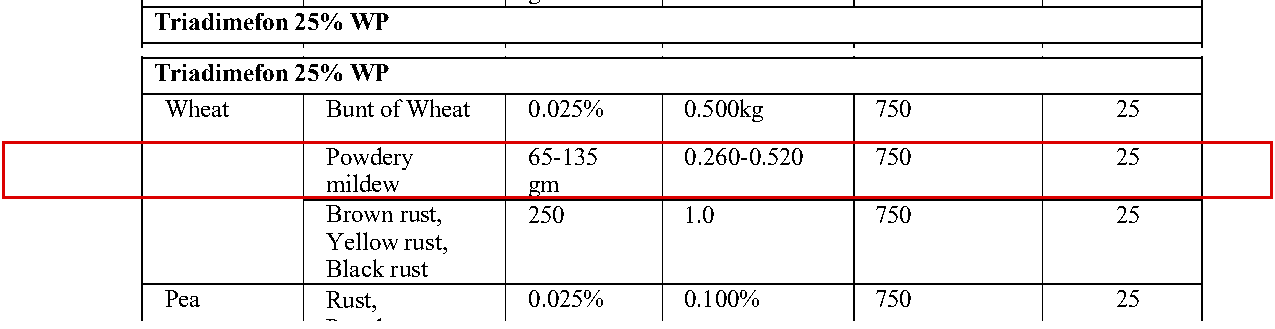 Triadimefon 25% WP
Triadimefon 25% WP
Wheat Bunt of Wheat 0.025% 0.500kg 750 25
Powdery 65-135 0.260-0.520 750 25
mildew gm
Brown rust, 250 1.0 750 25
Yellow rust,
Black rust
Pea Rust, 0.025% 0.100% 750 25